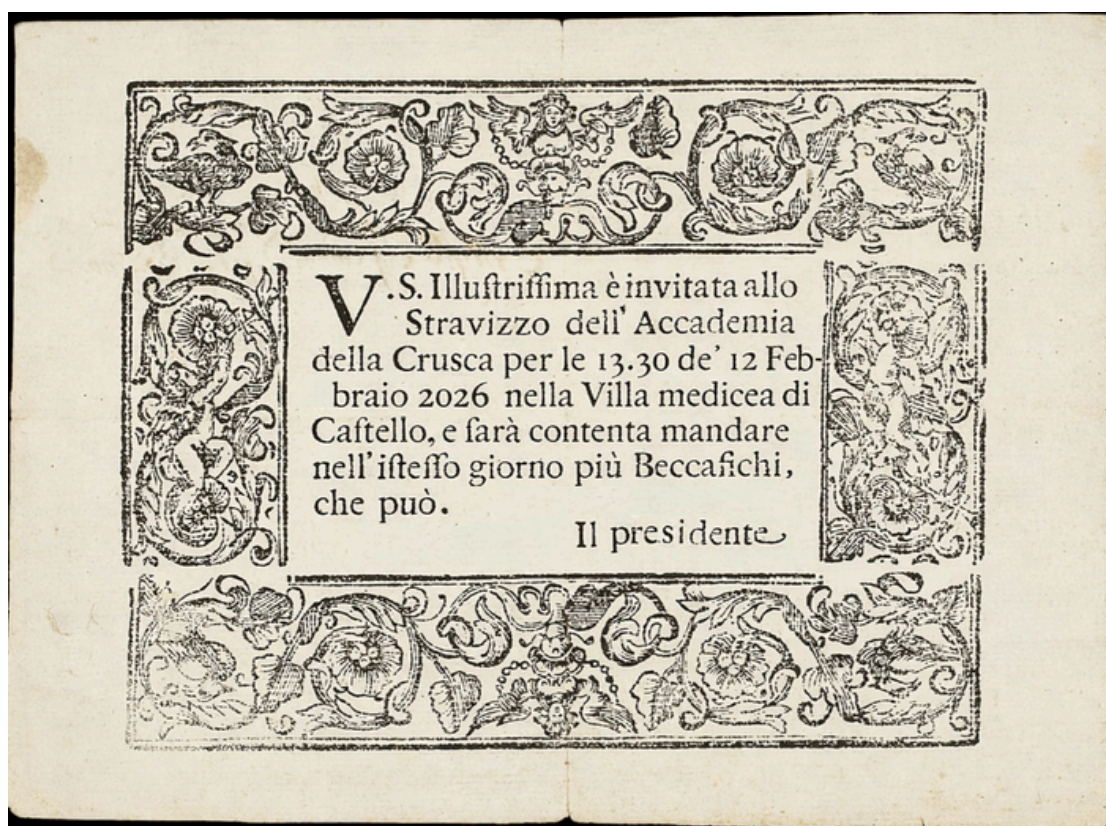 V.S. Illuſtriſſima è invitata allo
Stravizzo dell' Accademia
della Crusca per le 13.30 de' 12 Feb-
braio 2026 nella Villa medicea di
Caſtello, e ſarà contenta mandare
nell'iſteſſo giorno più Beccafichi,
che può.
Il presidente